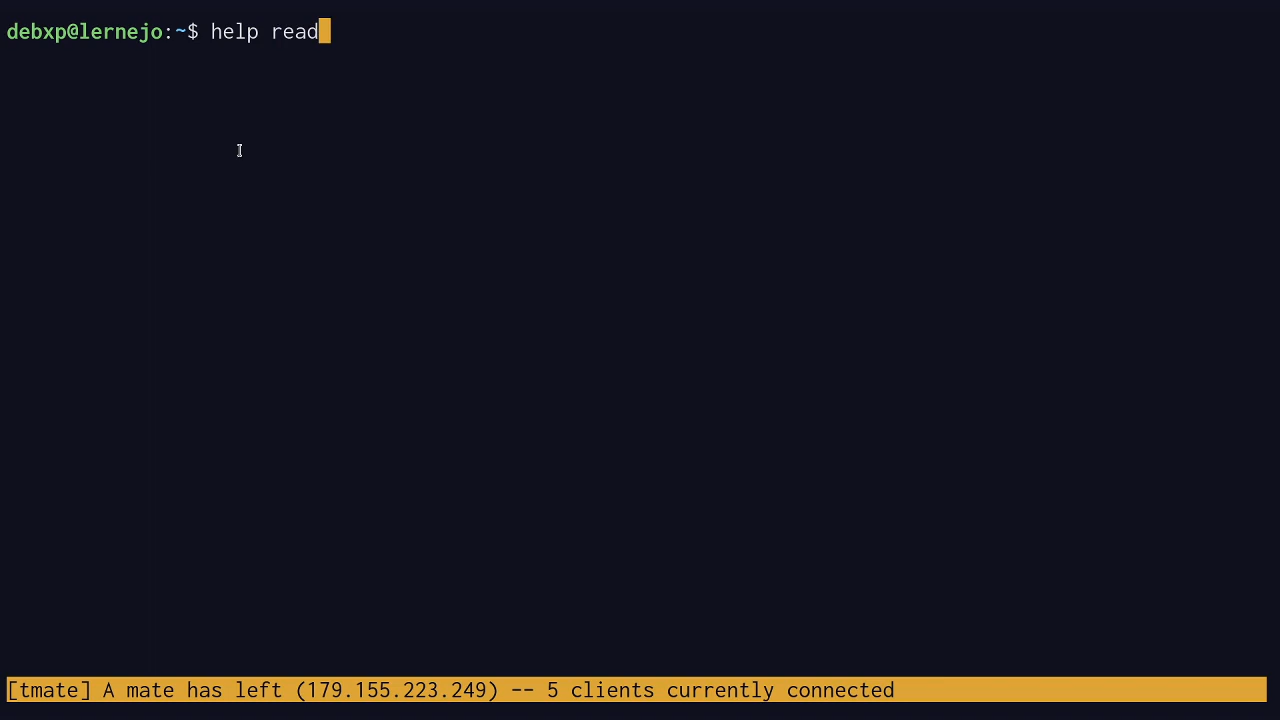 debxp@lernejo:~$ help read
[tmate] A mate has left (179.155.223.249) -- 5 clients currently connected